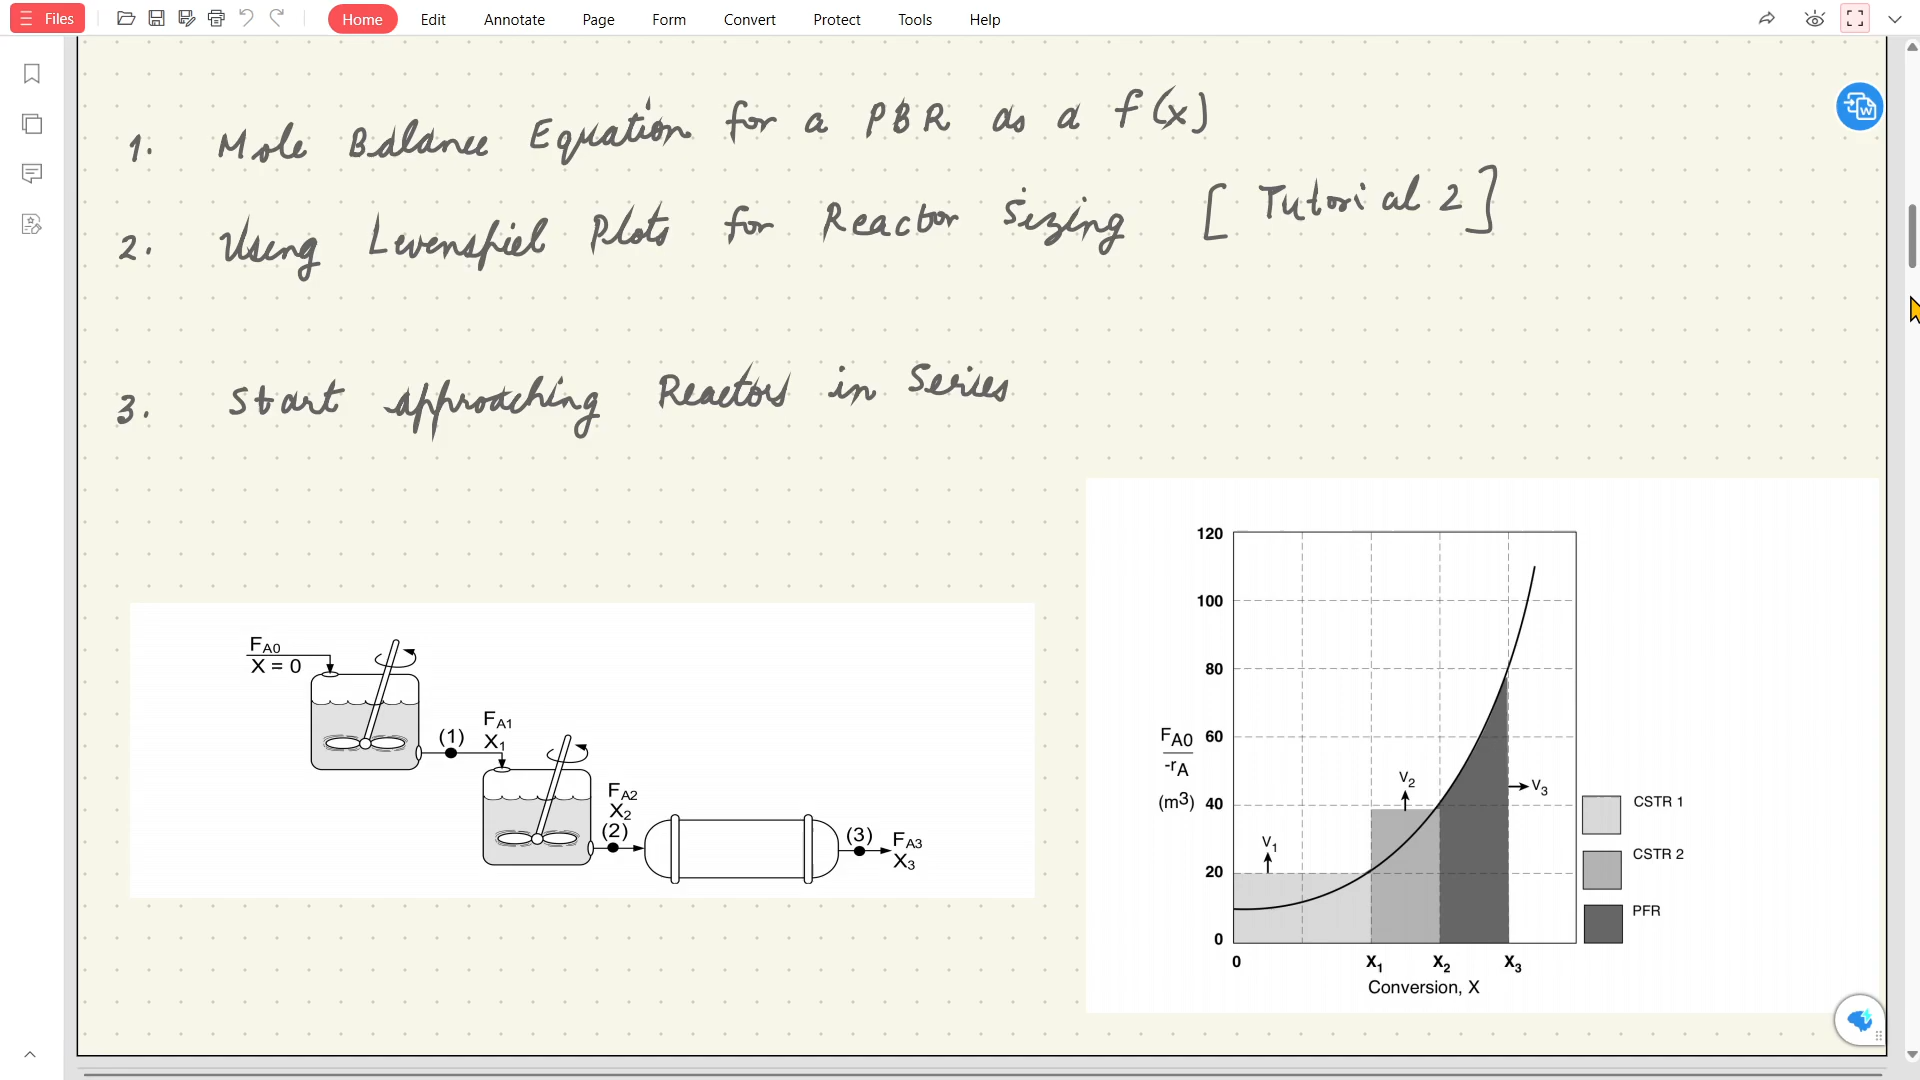 Files
Home Edit Annotate Page Form Convert Protect Tools Help
1. Mole Balance Equation for a PBR as a f(x)
2. Using Levenspiel Plots for Reactor Sizing [Tutorial 2]
3. Start approaching Reactors in Series
FA0
X = 0
(1)
FA1
X1
FA2
X2
(2)
(3)
FA3
X3
120
100
80
60
40
20
0
FA0
-rA
(m3)
V1
V2
V3
0 X1 X2 X3
Conversion, X
CSTR 1
CSTR 2
PFR